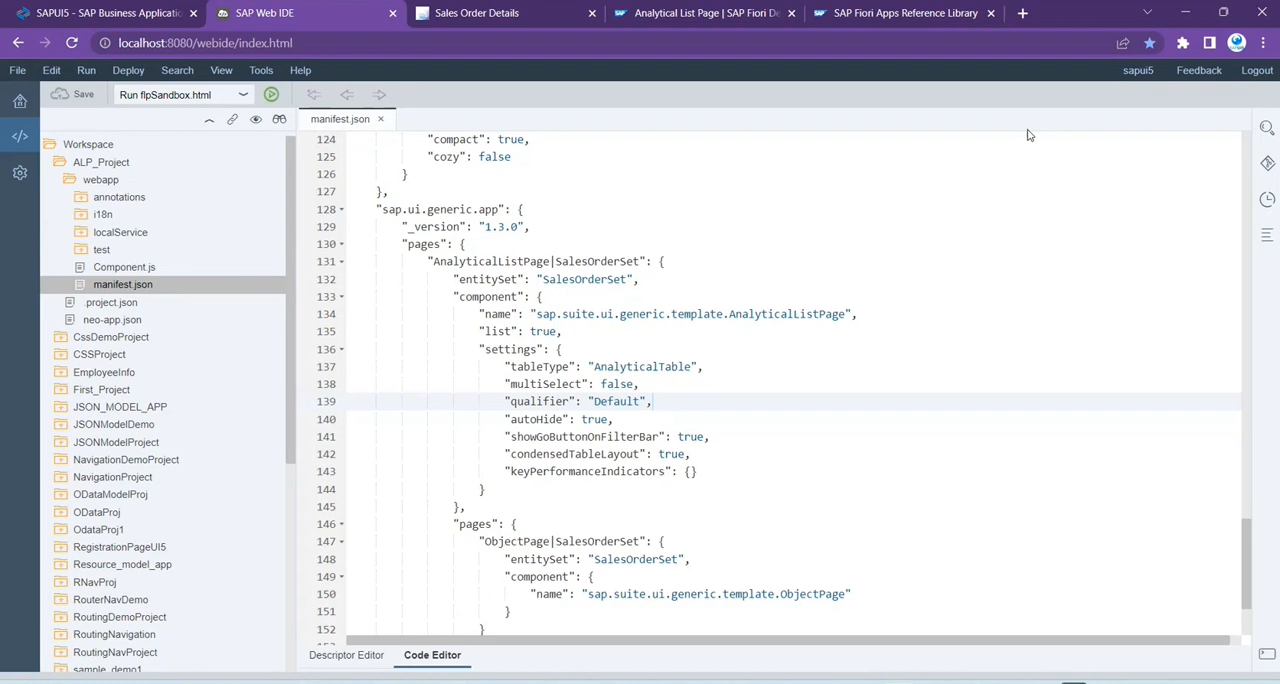 SAPUI5 - SAP Business Applicatio
SAP Web IDE
Sales Order Details
Analytical List Page | SAP Fiori De
SAP Fiori Apps Reference Library
localhost:8080/webide/index.html
File Edit Run Deploy Search View Tools Help
sapui5 Feedback Logout
Save
Run flpSandbox.html
manifest.json
Workspace
ALP_Project
webapp
annotations
i18n
localService
test
Component.js
manifest.json
.project.json
neo-app.json
CssDemoProject
CSSProject
EmployeeInfo
First_Project
JSON_MODEL_APP
JSONModelDemo
JSONModelProject
NavigationDemoProject
NavigationProject
ODataModelProj
ODataProj
OdataProj1
RegistrationPageUI5
Resource_model_app
RNavProj
RouterNavDemo
RoutingDemoProject
RoutingNavigation
RoutingNavProject
sample_demo1
124 "compact": true,
125 "cozy": false
126 }
127 },
128 "sap.ui.generic.app": {
129 "_version": "1.3.0",
130 "pages": {
131 "AnalyticalListPage|SalesOrderSet": {
132 "entitySet": "SalesOrderSet",
133 "component": {
134 "name": "sap.suite.ui.generic.template.AnalyticalListPage",
135 "list": true,
136 "settings": {
137 "tableType": "AnalyticalTable",
138 "multiSelect": false,
139 "qualifier": "Default",
140 "autoHide": true,
141 "showGoButtonOnFilterBar": true,
142 "condensedTableLayout": true,
143 "keyPerformanceIndicators": {}
144 }
145 },
146 "pages": {
147 "ObjectPage|SalesOrderSet": {
148 "entitySet": "SalesOrderSet",
149 "component": {
150 "name": "sap.suite.ui.generic.template.ObjectPage"
151 }
152 }
Descriptor Editor Code Editor